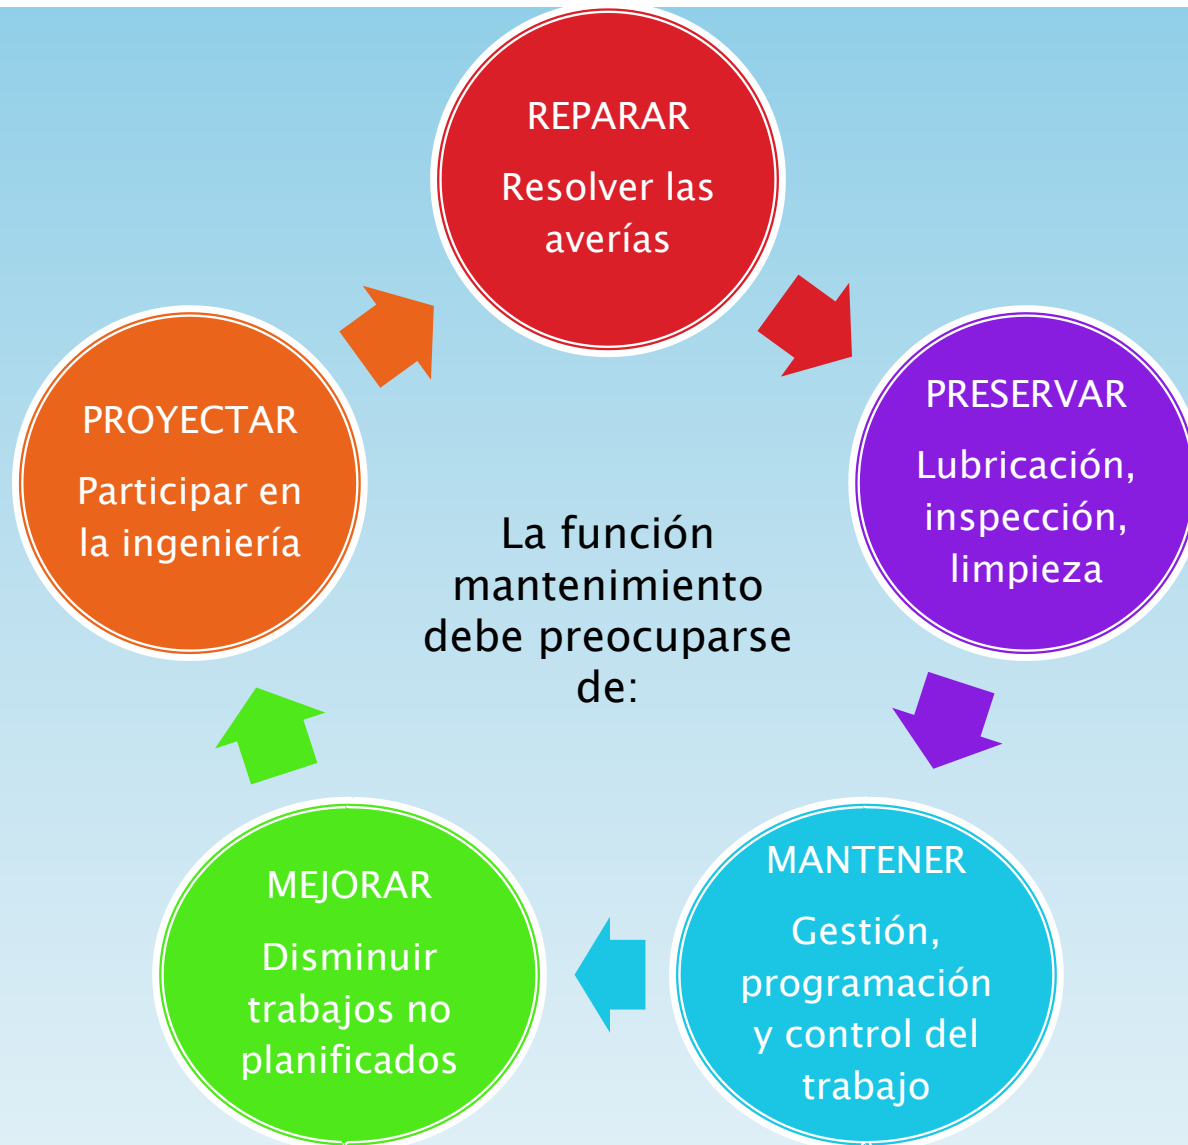 REPARAR
Resolver las
averías
PRESERVAR
Lubricación,
inspección,
limpieza
MANTENER
Gestión,
programación
y control del
trabajo
MEJORAR
Disminuir
trabajos no
planificados
PROYECTAR
Participar en
la ingeniería
La función
mantenimiento
debe preocuparse
de: